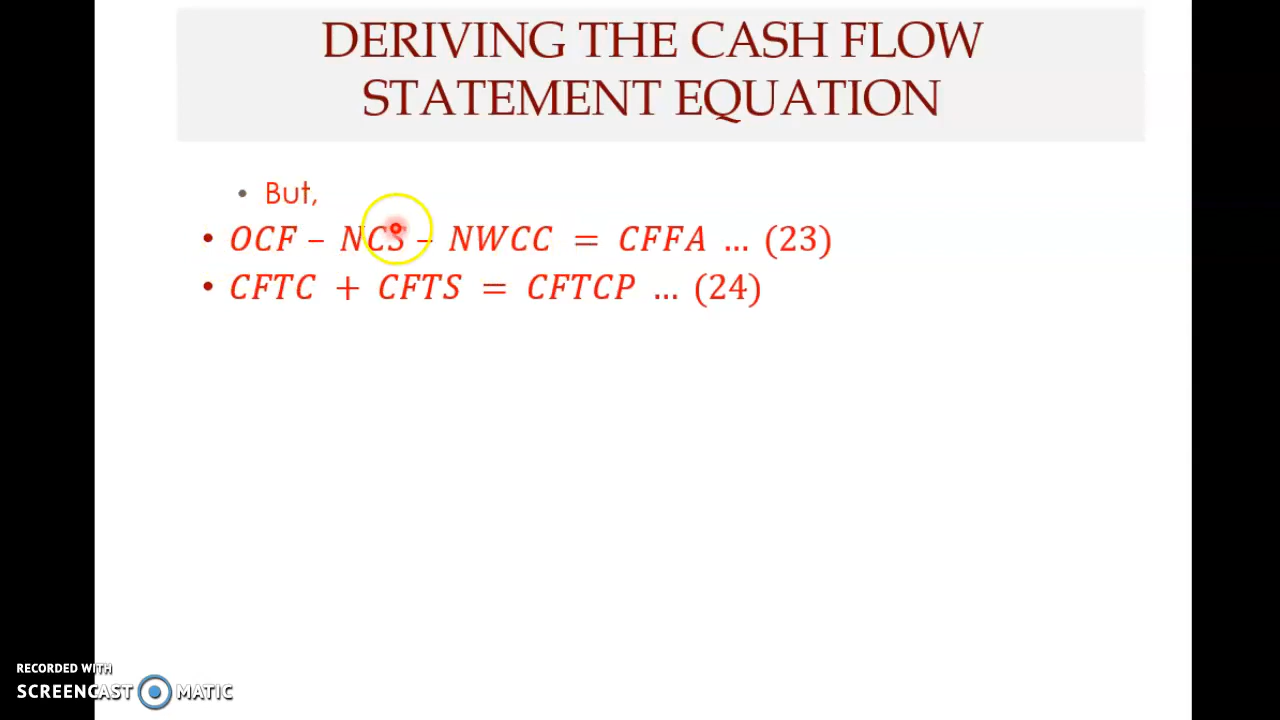 DERIVING THE CASH FLOW
STATEMENT EQUATION
• But,
• OCF – NCS – NWCC = CFFA … (23)
• CFTC + CFTS = CFTCP … (24)
RECORDED WITH
SCREENCAST MATIC